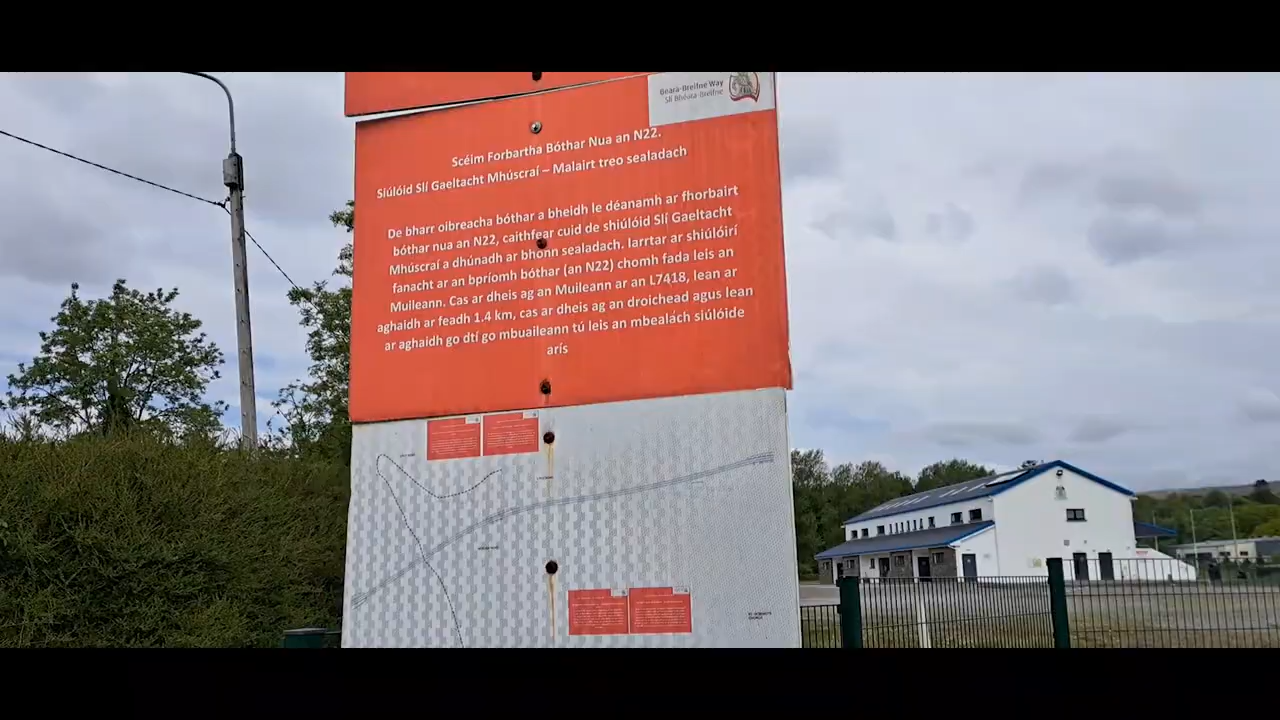 Beara-Breifne Way
Slí Bhéara-Breifne
Scéim Forbartha Bóthar Nua an N22.
Siúlóid Slí Gaeltacht Mhúscraí – Malairt treo sealadach
De bharr oibreacha bóthar a bheidh le déanamh ar fhorbairt
bóthar nua an N22, caithfear cuid de shiúlóid Slí Gaeltacht
Mhúscraí a dhúnadh ar bhonn sealadach. Iarrtar ar shiúlóirí
fanacht ar an bpríomh bóthar (an N22) chomh fada leis an
Muileann. Cas ar dheis ag an Muileann ar an L7418, lean ar
aghaidh ar feadh 1.4 km, cas ar dheis ag an droichead agus lean
ar aghaidh go dtí go mbuaileann tú leis an mbealach siúlóide
arís